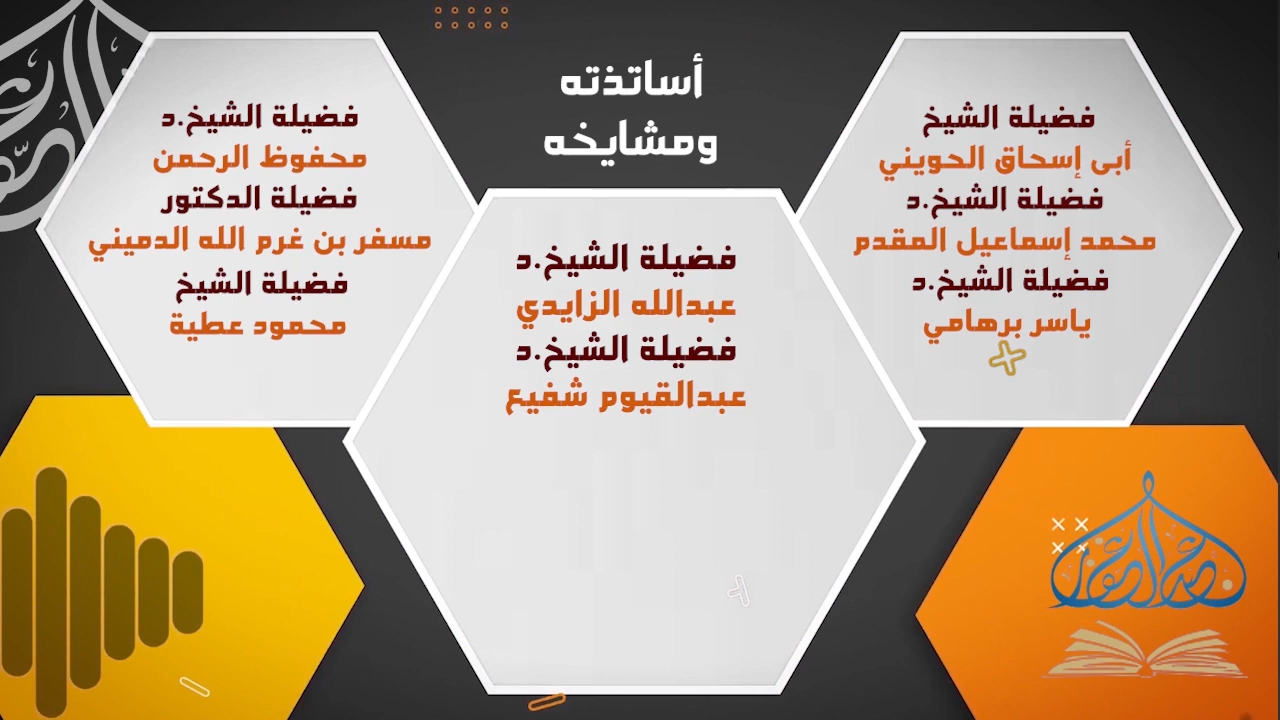 أساتذته
ومشايخه
فضيلة الشيخ
أبى إسحاق الحويني
فضيلة الشيخ.د
محمد إسماعيل المقدم
فضيلة الشيخ.د
ياسر برهامي
فضيلة الشيخ.د
عبدالله الزايدي
فضيلة الشيخ.د
عبدالقيوم شفيع
فضيلة الشيخ.د
محفوظ الرحمن
فضيلة الدكتور
مسفر بن غرم الله الدميني
فضيلة الشيخ
محمود عطية